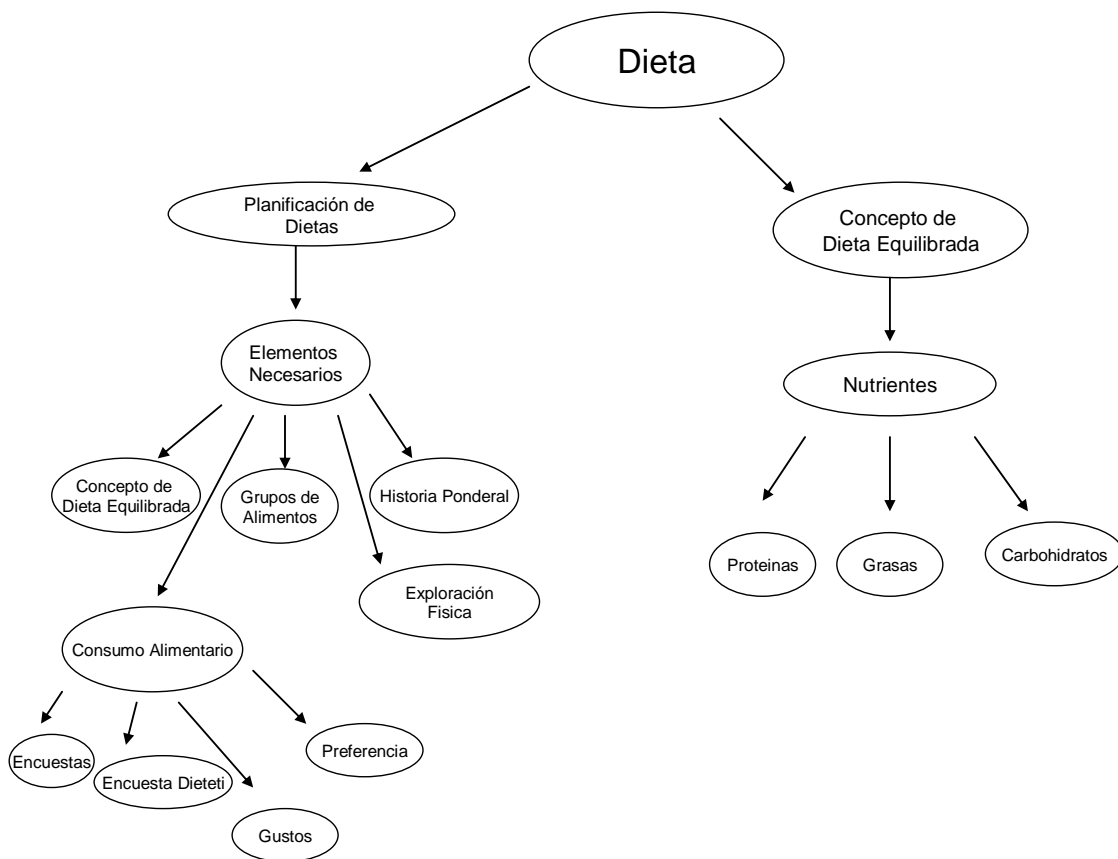 Dieta
Planificación de
Dietas
Concepto de
Dieta Equilibrada
Elementos
Necesarios
Nutrientes
Concepto de
Dieta Equilibrada
Grupos de
Alimentos
Historia Ponderal
Proteinas
Grasas
Carbohidratos
Exploración
Fisica
Consumo Alimentario
Encuestas
Encuesta Dieteti
Preferencia
Gustos